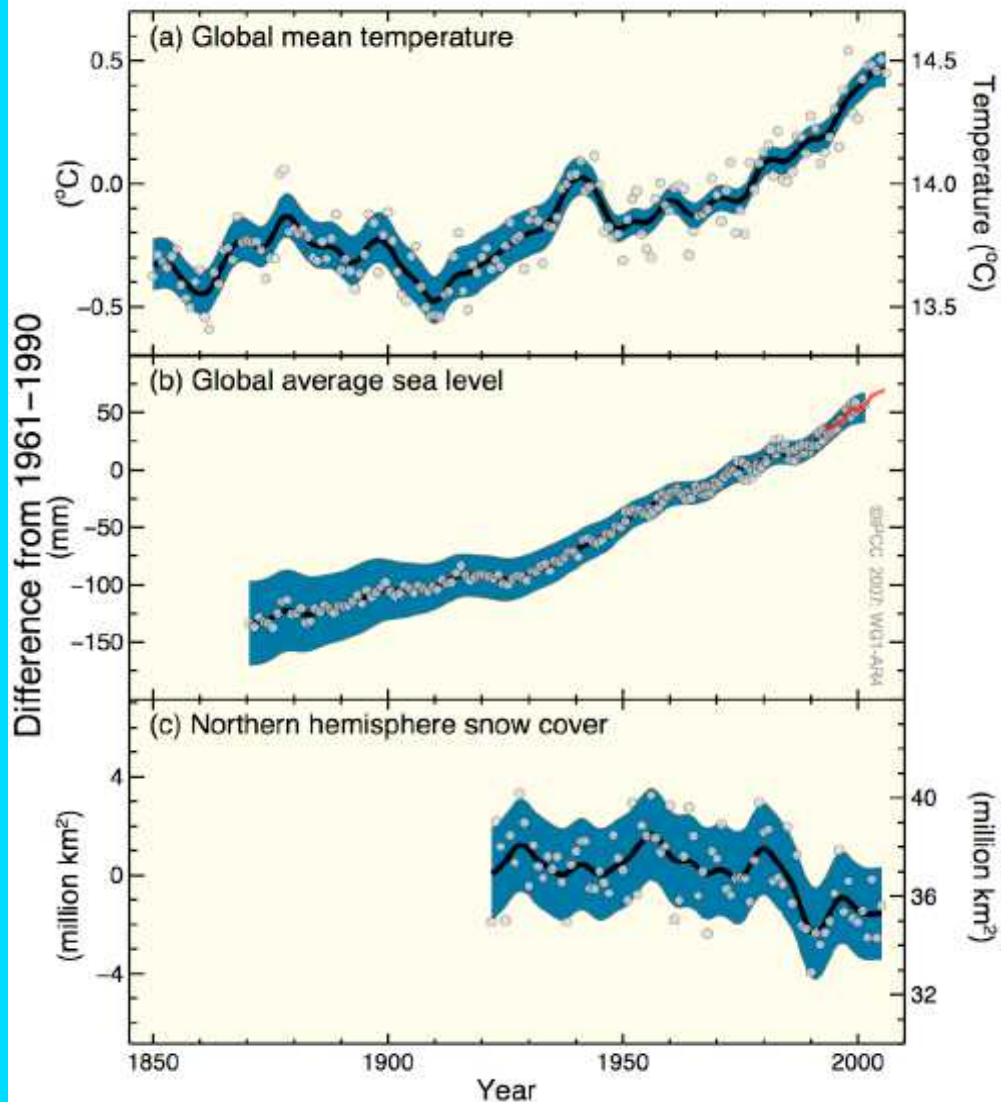 (a) Global mean temperature
0.5
0.0
−0.5
(°C)
14.5
14.0
13.5
Temperature (°C)
Difference from 1961−1990
(b) Global average sea level
50
0
−50
−100
−150
(mm)
©IPCC 2007: WG1-AR4
(c) Northern hemisphere snow cover
4
0
−4
(million km²)
40
36
32
(million km²)
1850
1900
1950
2000
Year